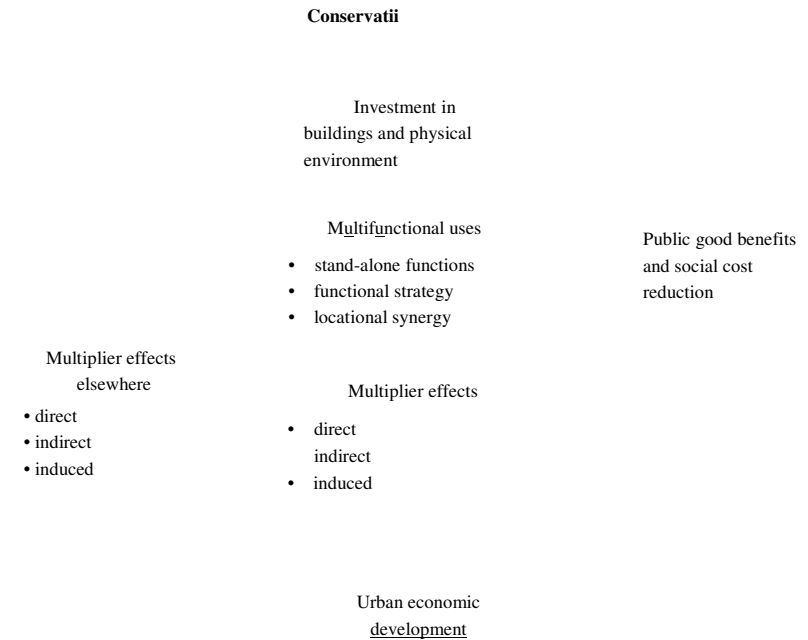 Conservatii
Investment in
buildings and physical
environment
Multifunctional uses
• stand-alone functions
• functional strategy
• locational synergy
Public good benefits
and social cost
reduction
Multiplier effects
elsewhere
• direct
• indirect
• induced
Multiplier effects
• direct
indirect
• induced
Urban economic
development